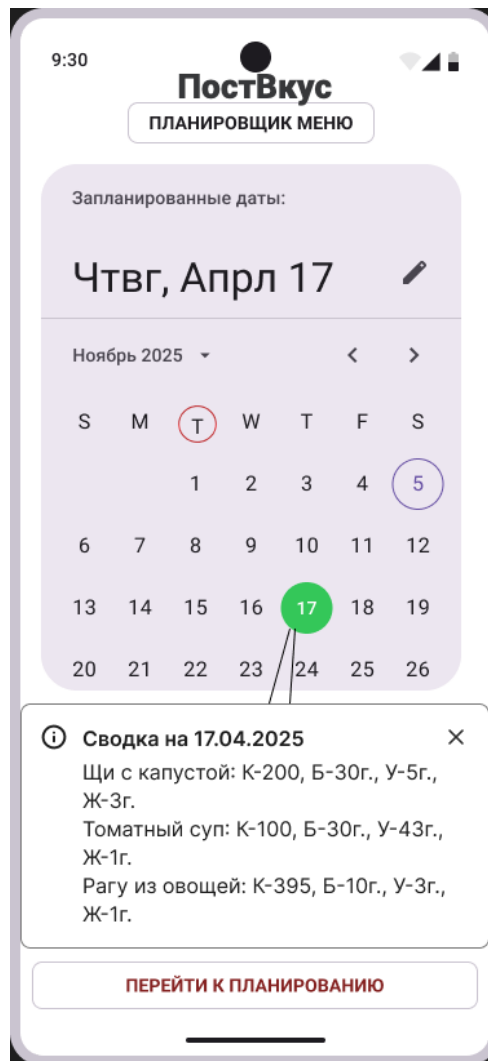 9:30
ПостВкус
ПЛАНИРОВЩИК МЕНЮ
Запланированные даты:
Чтвг, Апрл 17
Ноябрь 2025
S M T W T F S
1 2 3 4 5
6 7 8 9 10 11 12
13 14 15 16 17 18 19
20 21 22 23 24 25 26
Сводка на 17.04.2025
Щи с капустой: К-200, Б-30г., У-5г.,
Ж-3г.
Томатный суп: К-100, Б-30г., У-43г.,
Ж-1г.
Рагу из овощей: К-395, Б-10г., У-3г.,
Ж-1г.
ПЕРЕЙТИ К ПЛАНИРОВАНИЮ